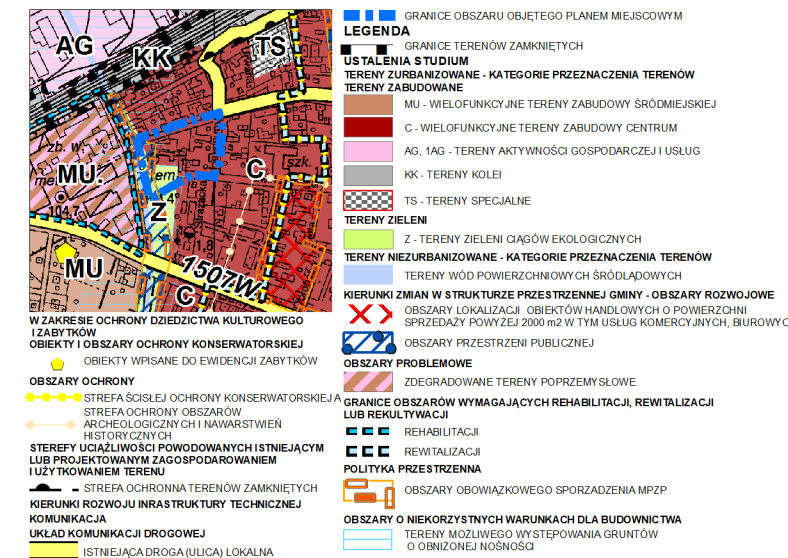 AG
KK
TS
zb. w.
MU.
C
Z
MU
C
1507W
Strażacka
GRANICE OBSZARU OBJĘTEGO PLANEM MIEJSCOWYM
LEGENDA
GRANICE TERENÓW ZAMKNIĘTYCH
USTALENIA STUDIUM
TERENY ZURBANIZOWANE - KATEGORIE PRZEZNACZENIA TERENÓW
TERENY ZABUDOWANE
MU - WIELOFUNKCYJNE TERENY ZABUDOWY ŚRÓDMIEJSKIEJ
C - WIELOFUNKCYJNE TERENY ZABUDOWY CENTRUM
AG, 1AG - TERENY AKTYWNOŚCI GOSPODARCZEJ I USŁUG
KK - TERENY KOLEI
TS - TERENY SPECJALNE
TERENY ZIELENI
Z - TERENY ZIELENI CIĄGÓW EKOLOGICZNYCH
TERENY NIEZURBANIZOWANE - KATEGORIE PRZEZNACZENIA TERENÓW
TERENY WÓD POWIERZCHNIOWYCH ŚRÓDLĄDOWYCH
KIERUNKI ZMIAN W STRUKTURZE PRZESTRZENNEJ GMINY - OBSZARY ROZWOJOWE
OBSZARY LOKALIZACJI OBIEKTÓW HANDLOWYCH O POWIERZCHNI
SPRZEDAŻY POWYŻEJ 2000 m2 W TYM USŁUG KOMERCYJNYCH, BIUROWYC
OBSZARY PRZESTRZENI PUBLICZNEJ
OBSZARY PROBLEMOWE
ZDEGRADOWANE TERENY POPRZEMYSŁOWE
GRANICE OBSZARÓW WYMAGAJĄCYCH REHABILITACJI, REWITALIZACJI
LUB REKULTYWACJI
REHABILITACJI
REWITALIZACJI
POLITYKA PRZESTRZENNA
OBSZARY OBOWIĄZKOWEGO SPORZADZENIA MPZP
OBSZARY O NIEKORZYSTNYCH WARUNKACH DLA BUDOWNICTWA
TERENY MOŻLIWEGO WYSTĘPOWANIA GRUNTÓW
O OBNIŻONEJ NOŚNOŚCI
W ZAKRESIE OCHRONY DZIEDZICTWA KULTUROWEGO
I ZABYTKÓW
OBIEKTY I OBSZARY OCHRONY KONSERWATORSKIEJ
OBIEKTY WPISANE DO EWIDENCJI ZABYTKÓW
OBSZARY OCHRONY
STREFA ŚCISŁEJ OCHRONY KONSERWATORSKIEJ A
STREFA OCHRONY OBSZARÓW
ARCHEOLOGICZNYCH I NAWARSTWIEŃ
HISTORYCZNYCH
STEREFY UCIĄŻLIWOŚCI POWODOWANYCH ISTNIEJĄCYM
LUB PROJEKTOWANYM ZAGOSPODAROWANIEM
I UŻYTKOWANIEM TERENU
STREFA OCHRONNA TERENÓW ZAMKNIĘTYCH
KIERUNKI ROZWOJU INRASTRUKTURY TECHNICZNEJ
KOMUNIKACJA
UKŁAD KOMUNIKACJI DROGOWEJ
ISTNIEJĄCA DROGA (ULICA) LOKALNA